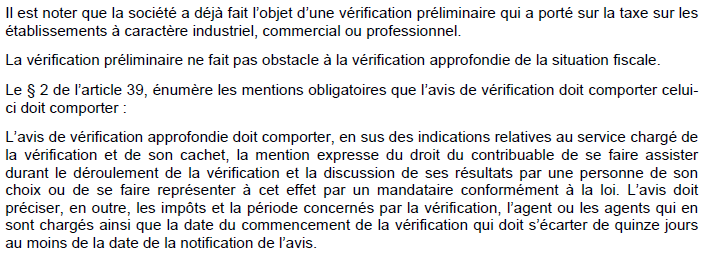 Il est noter que la société a déjà fait l’objet d’une vérification préliminaire qui a porté sur la taxe sur les
établissements à caractère industriel, commercial ou professionnel.
La vérification préliminaire ne fait pas obstacle à la vérification approfondie de la situation fiscale.
Le § 2 de l’article 39, énumère les mentions obligatoires que l’avis de vérification doit comporter celui-
ci doit comporter :
L’avis de vérification approfondie doit comporter, en sus des indications relatives au service chargé de
la vérification et de son cachet, la mention expresse du droit du contribuable de se faire assister
durant le déroulement de la vérification et la discussion de ses résultats par une personne de son
choix ou de se faire représenter à cet effet par un mandataire conformément à la loi. L’avis doit
préciser, en outre, les impôts et la période concernés par la vérification, l’agent ou les agents qui en
sont chargés ainsi que la date du commencement de la vérification qui doit s’écarter de quinze jours
au moins de la date de la notification de l’avis.